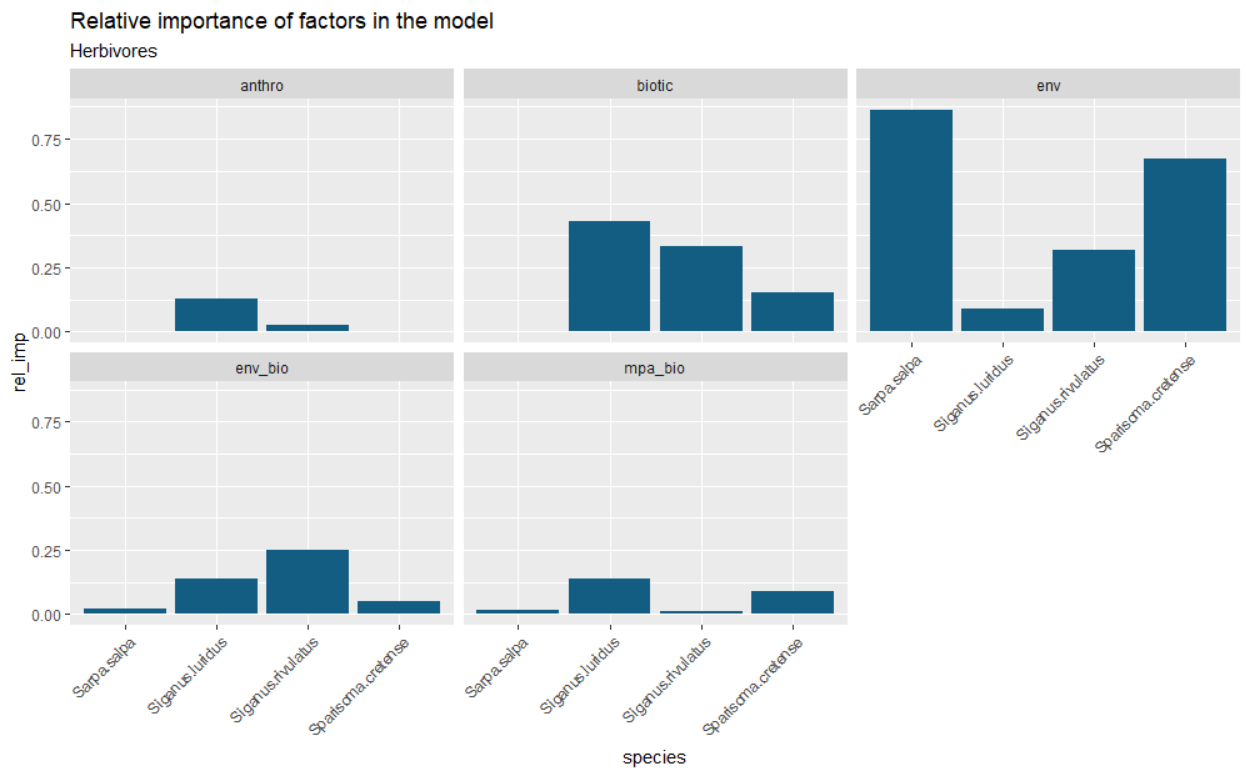 Relative importance of factors in the model
Herbivores
anthro
biotic
env
0.75
0.50
0.25
0.00
Sarpa.salpa
Siganus.luridus
Siganus.rivulatus
Sparisoma.cretense
rel_imp
env_bio
mpa_bio
0.75
0.50
0.25
0.00
Sarpa.salpa
Siganus.luridus
Siganus.rivulatus
Sparisoma.cretense
Sarpa.salpa
Siganus.luridus
Siganus.rivulatus
Sparisoma.cretense
species